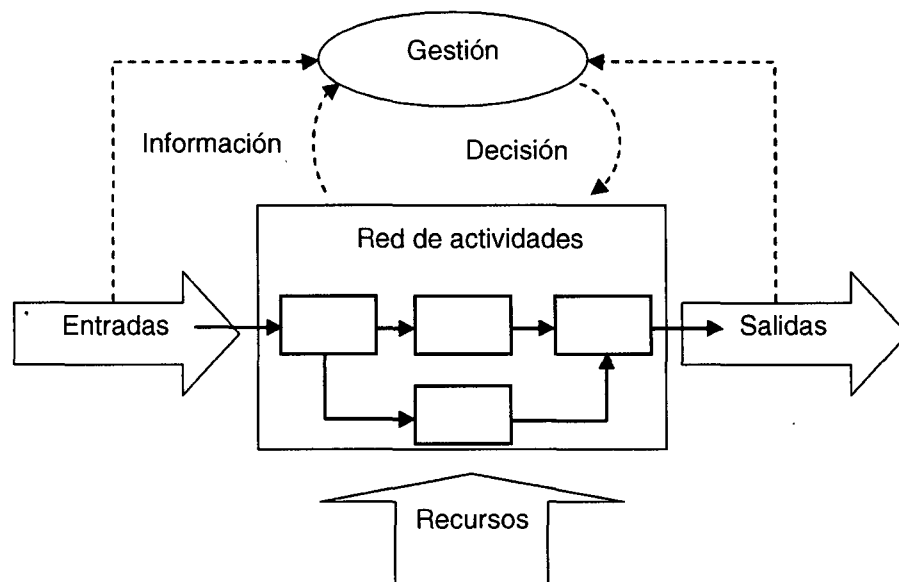 Gestión
Información
Decisión
Red de actividades
Entradas
Salidas
Recursos